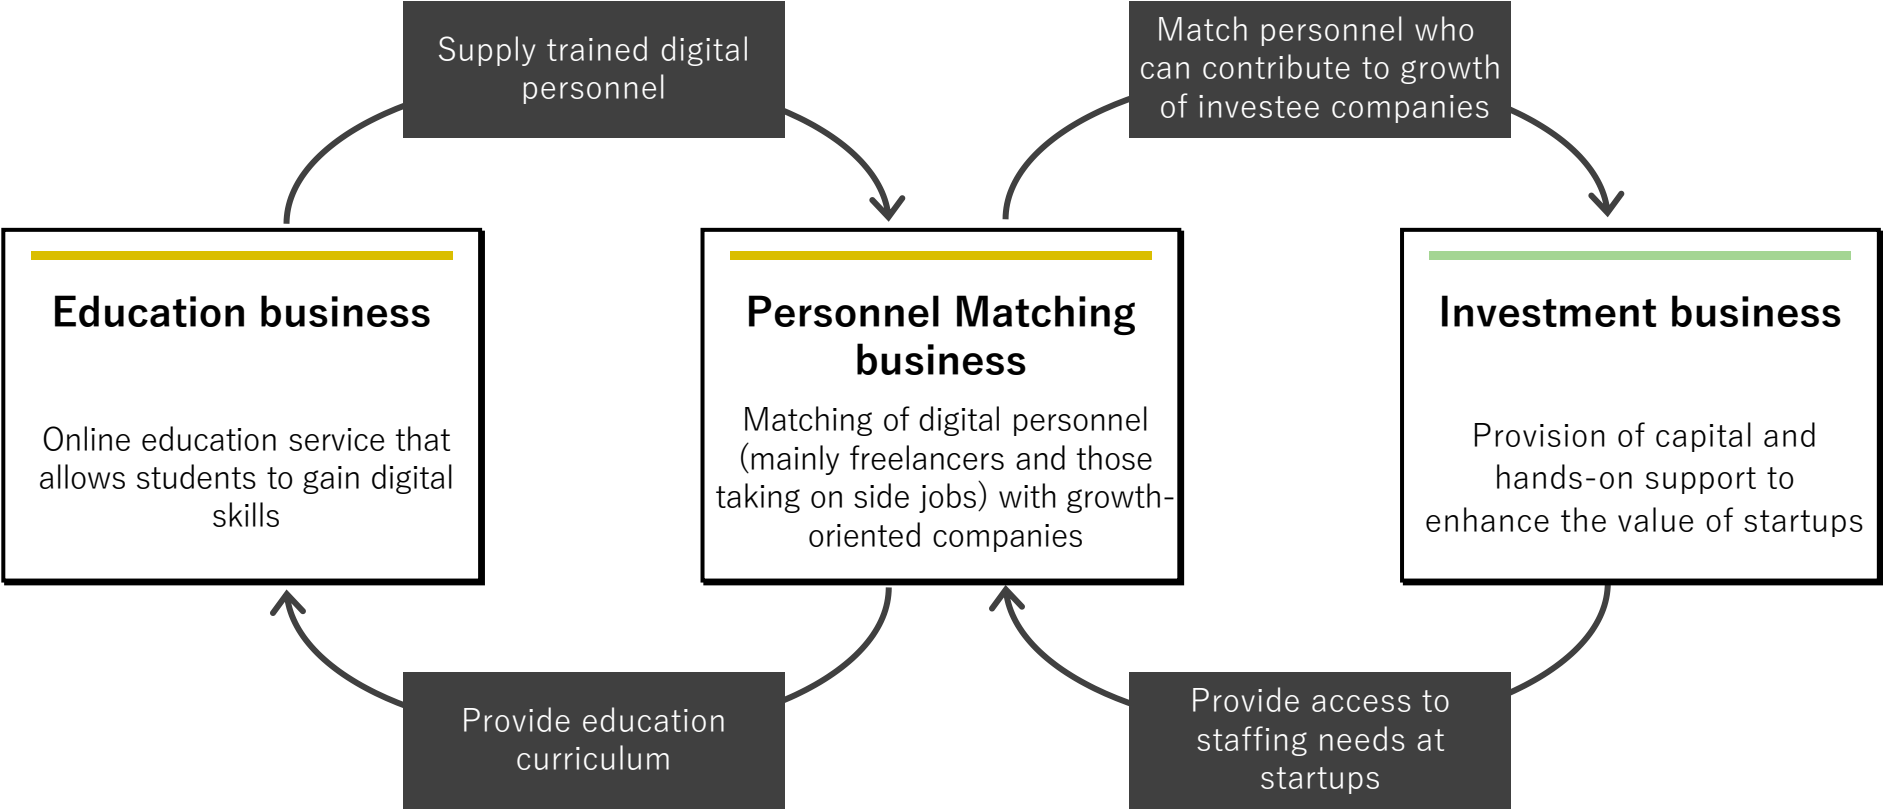 Supply trained digital
personnel
Match personnel who
can contribute to growth
of investee companies
Education business
Online education service that
allows students to gain digital
skills
Personnel Matching
business
Matching of digital personnel
(mainly freelancers and those
taking on side jobs) with growth-
oriented companies
Investment business
Provision of capital and
hands-on support to
enhance the value of startups
Provide education
curriculum
Provide access to
staffing needs at
startups